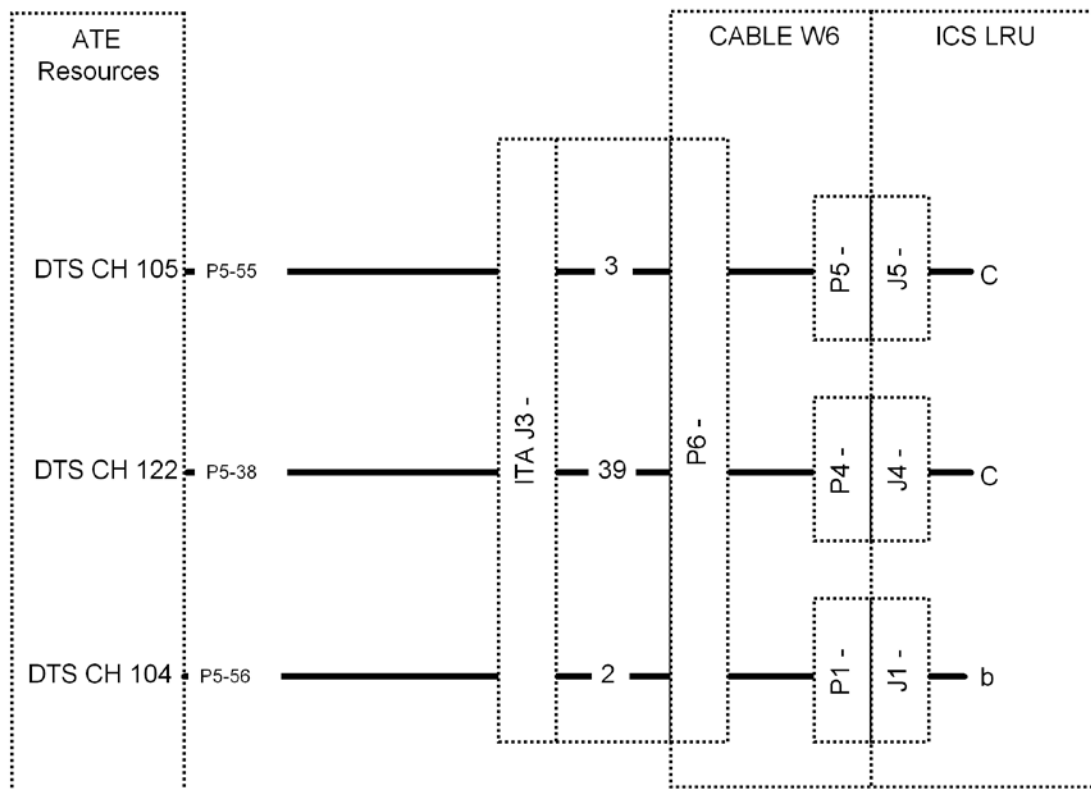 ATE
Resources
CABLE W6
ICS LRU
DTS CH 105
P5-55
3
P5 -
J5 -
C
ITA J3 -
P6 -
DTS CH 122
P5-38
39
P4 -
J4 -
C
DTS CH 104
P5-56
2
P1 -
J1 -
b